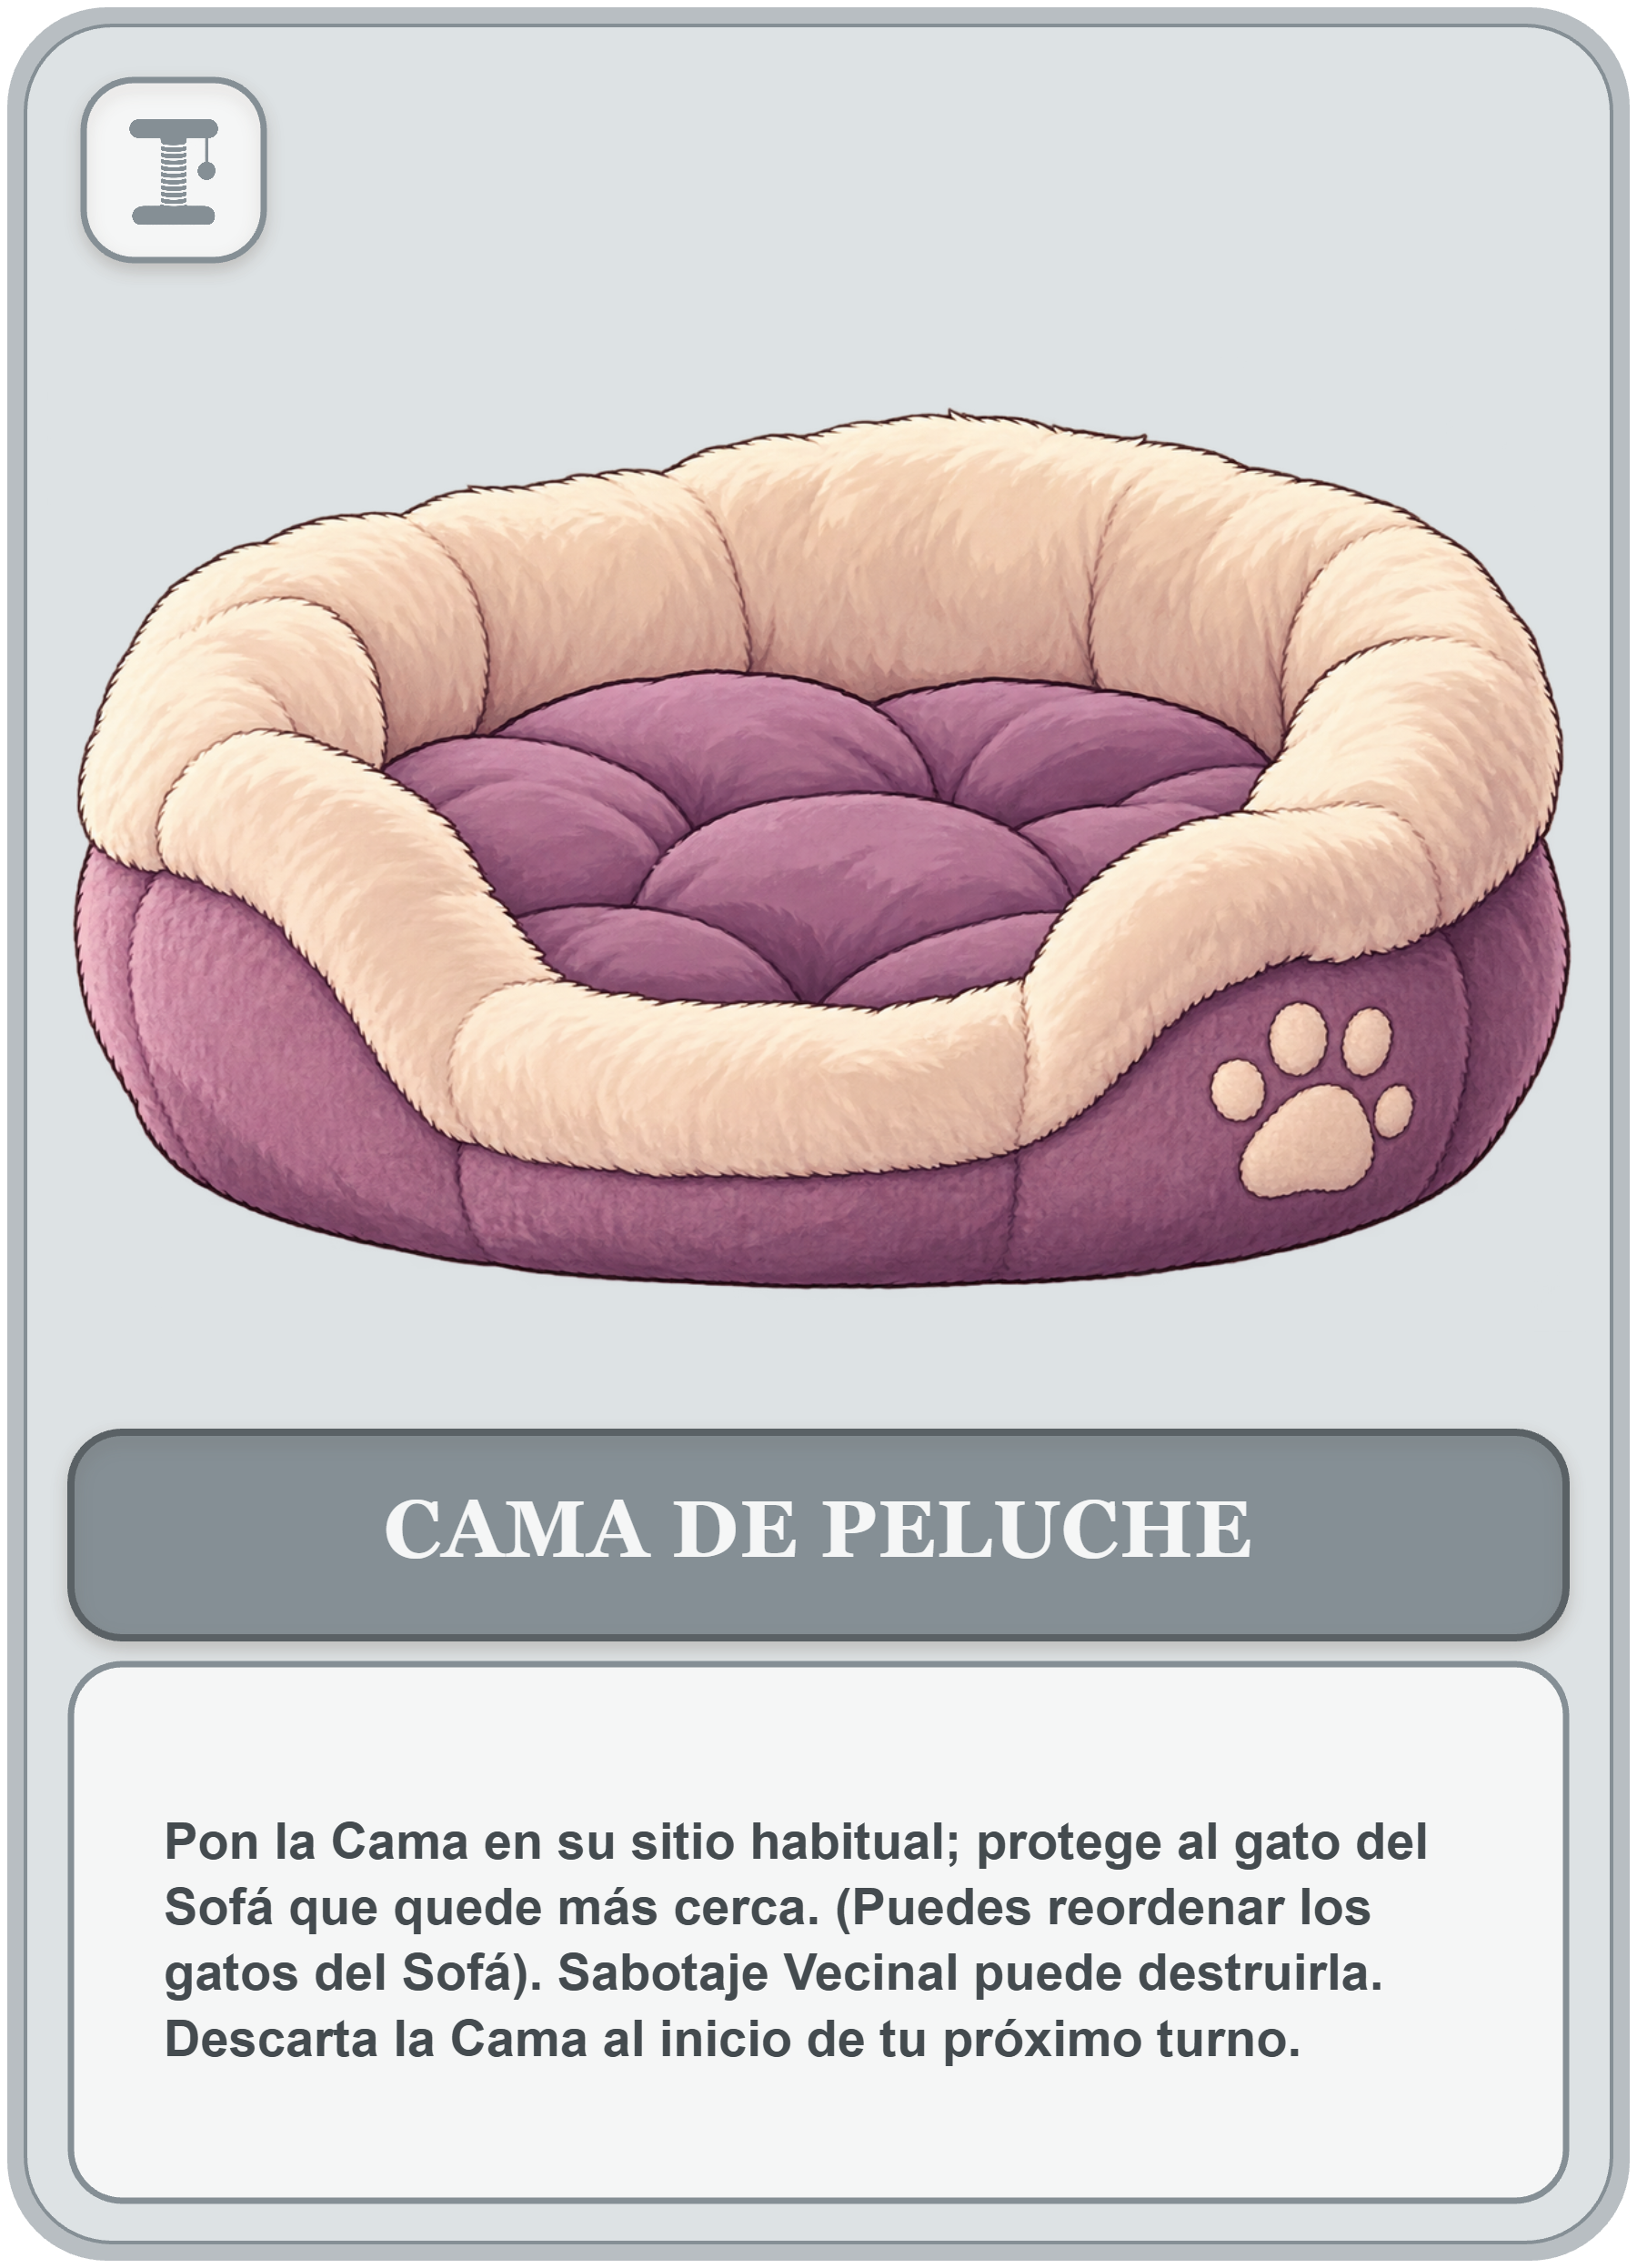 CAMA DE PELUCHE
Pon la Cama en su sitio habitual; protege al gato del
Sofá que quede más cerca. (Puedes reordenar los
gatos del Sofá). Sabotaje Vecinal puede destruirla.
Descarta la Cama al inicio de tu próximo turno.